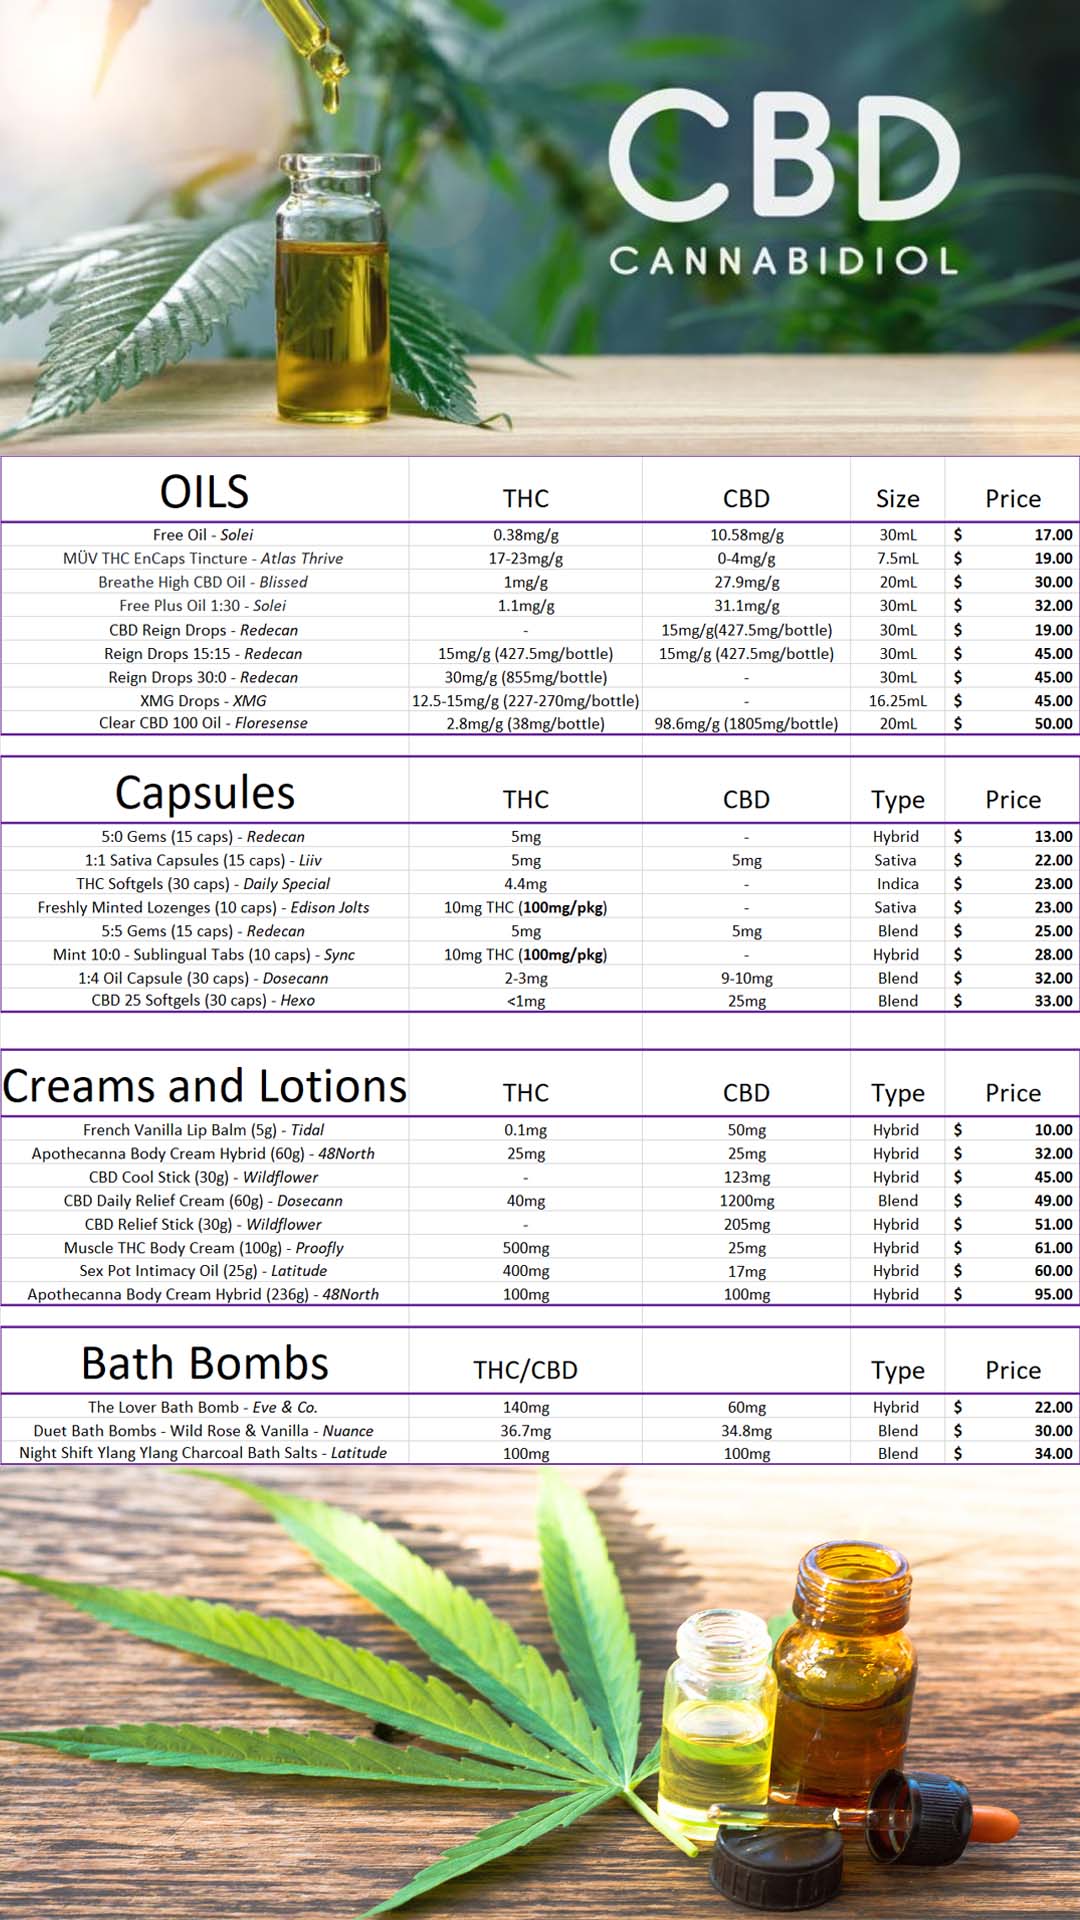 CBD
CANNABIDIOL
OILS THC CBD Size Price
Free Oil - Solei 0.38mg/g 10.58mg/g 30mL $ 17.00
MÜV THC EnCaps Tincture - Atlas Thrive 17-23mg/g 0-4mg/g 7.5mL $ 19.00
Breathe High CBD Oil - Blissed 1mg/g 27.9mg/g 20mL $ 30.00
Free Plus Oil 1:30 - Solei 1.1mg/g 31.1mg/g 30mL $ 32.00
CBD Reign Drops - Redecan - 15mg/g(427.5mg/bottle) 30mL $ 19.00
Reign Drops 15:15 - Redecan 15mg/g (427.5mg/bottle) 15mg/g (427.5mg/bottle) 30mL $ 45.00
Reign Drops 30:0 - Redecan 30mg/g (855mg/bottle) - 30mL $ 45.00
XMG Drops - XMG 12.5-15mg/g (227-270mg/bottle) - 16.25mL $ 45.00
Clear CBD 100 Oil - Floresense 2.8mg/g (38mg/bottle) 98.6mg/g (1805mg/bottle) 20mL $ 50.00
Capsules THC CBD Type Price
5:0 Gems (15 caps) - Redecan 5mg - Hybrid $ 13.00
1:1 Sativa Capsules (15 caps) - Liiv 5mg 5mg Sativa $ 22.00
THC Softgels (30 caps) - Daily Special 4.4mg - Indica $ 23.00
Freshly Minted Lozenges (10 caps) - Edison Jolts 10mg THC (100mg/pkg) - Sativa $ 23.00
5:5 Gems (15 caps) - Redecan 5mg 5mg Blend $ 25.00
Mint 10:0 - Sublingual Tabs (10 caps) - Sync 10mg THC (100mg/pkg) - Hybrid $ 28.00
1:4 Oil Capsule (30 caps) - Dosecann 2-3mg 9-10mg Blend $ 32.00
CBD 25 Softgels (30 caps) - Hexo <1mg 25mg Blend $ 33.00
Creams and Lotions THC CBD Type Price
French Vanilla Lip Balm (5g) - Tidal 0.1mg 50mg Hybrid $ 10.00
Apothecanna Body Cream Hybrid (60g) - 48North 25mg 25mg Hybrid $ 32.00
CBD Cool Stick (30g) - Wildflower - 123mg Hybrid $ 45.00
CBD Daily Relief Cream (60g) - Dosecann 40mg 1200mg Blend $ 49.00
CBD Relief Stick (30g) - Wildflower - 205mg Hybrid $ 51.00
Muscle THC Body Cream (100g) - Proofly 500mg 25mg Hybrid $ 61.00
Sex Pot Intimacy Oil (25g) - Latitude 400mg 17mg Hybrid $ 60.00
Apothecanna Body Cream Hybrid (236g) - 48North 100mg 100mg Hybrid $ 95.00
Bath Bombs THC/CBD Type Price
The Lover Bath Bomb - Eve & Co. 140mg 60mg Hybrid $ 22.00
Duet Bath Bombs - Wild Rose & Vanilla - Nuance 36.7mg 34.8mg Blend $ 30.00
Night Shift Ylang Ylang Charcoal Bath Salts - Latitude 100mg 100mg Blend $ 34.00